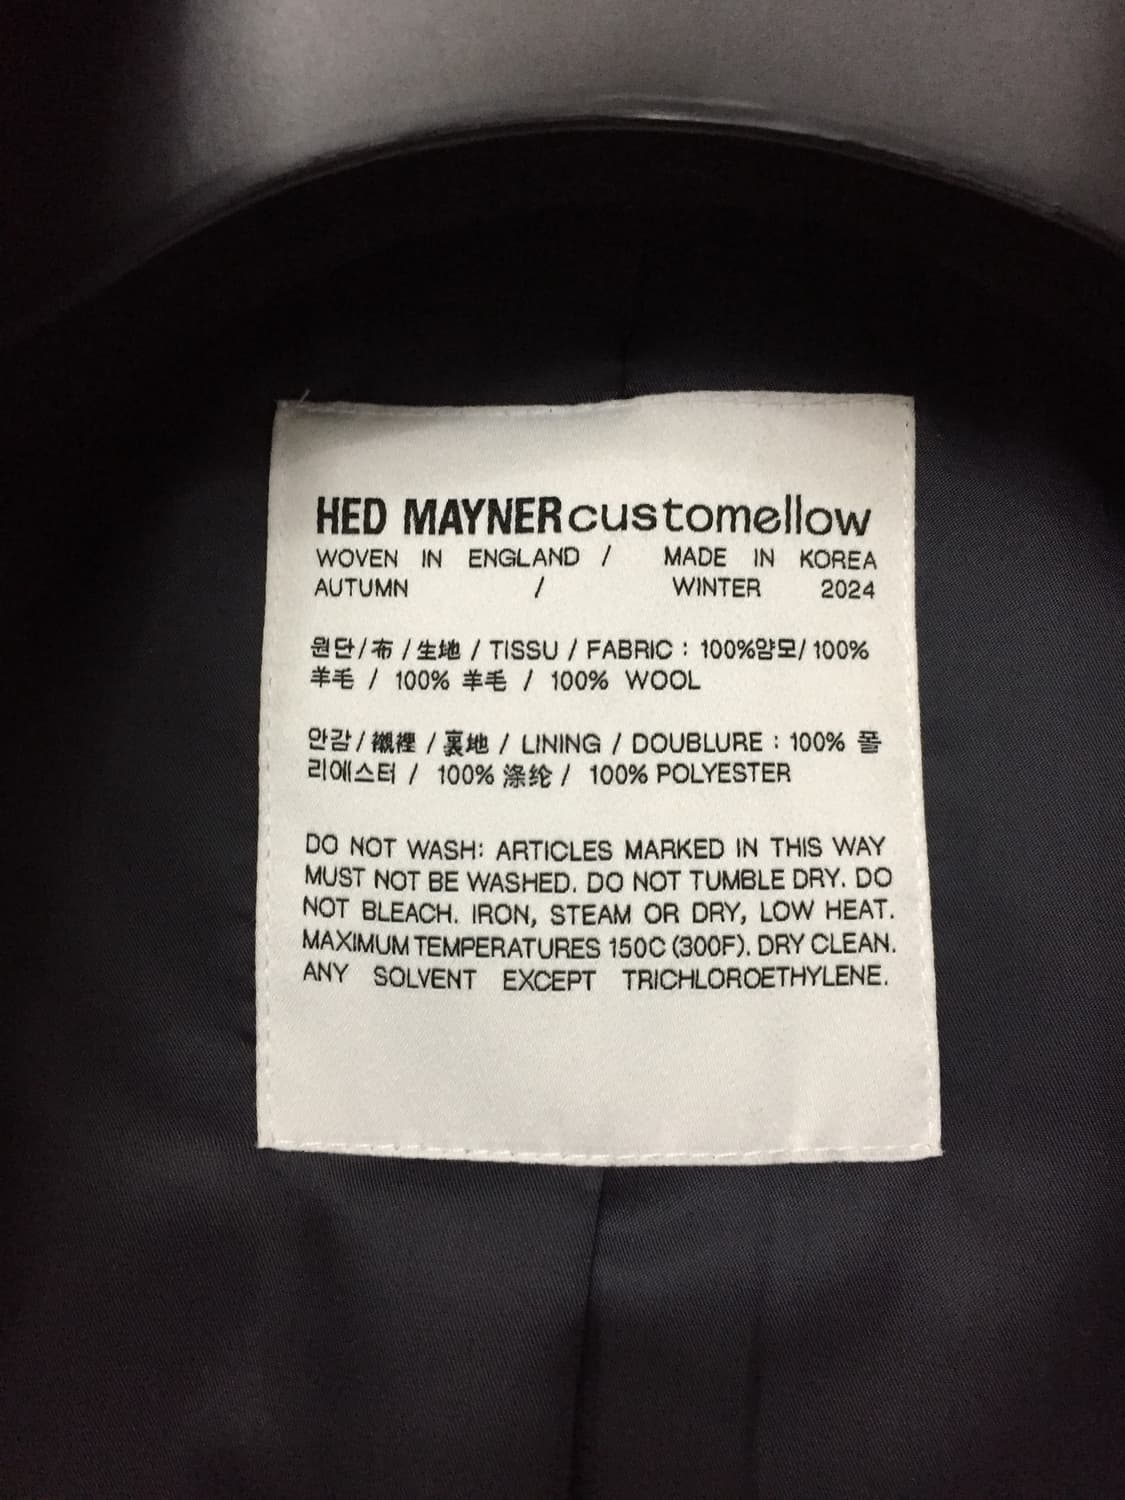 HED MAYNER customellow
WOVEN IN ENGLAND / MADE IN KOREA
AUTUMN / WINTER 2024
원단/布 /生地 / TISSU / FABRIC : 100%양모/ 100%
羊毛 / 100% 羊毛 / 100% WOOL
안감/襯裡 / 裏地 / LINING / DOUBLURE : 100% 폴
리에스터 / 100% 涤纶 / 100% POLYESTER
DO NOT WASH: ARTICLES MARKED IN THIS WAY
MUST NOT BE WASHED. DO NOT TUMBLE DRY. DO
NOT BLEACH. IRON, STEAM OR DRY, LOW HEAT.
MAXIMUM TEMPERATURES 150C (300F). DRY CLEAN.
ANY SOLVENT EXCEPT TRICHLOROETHYLENE.